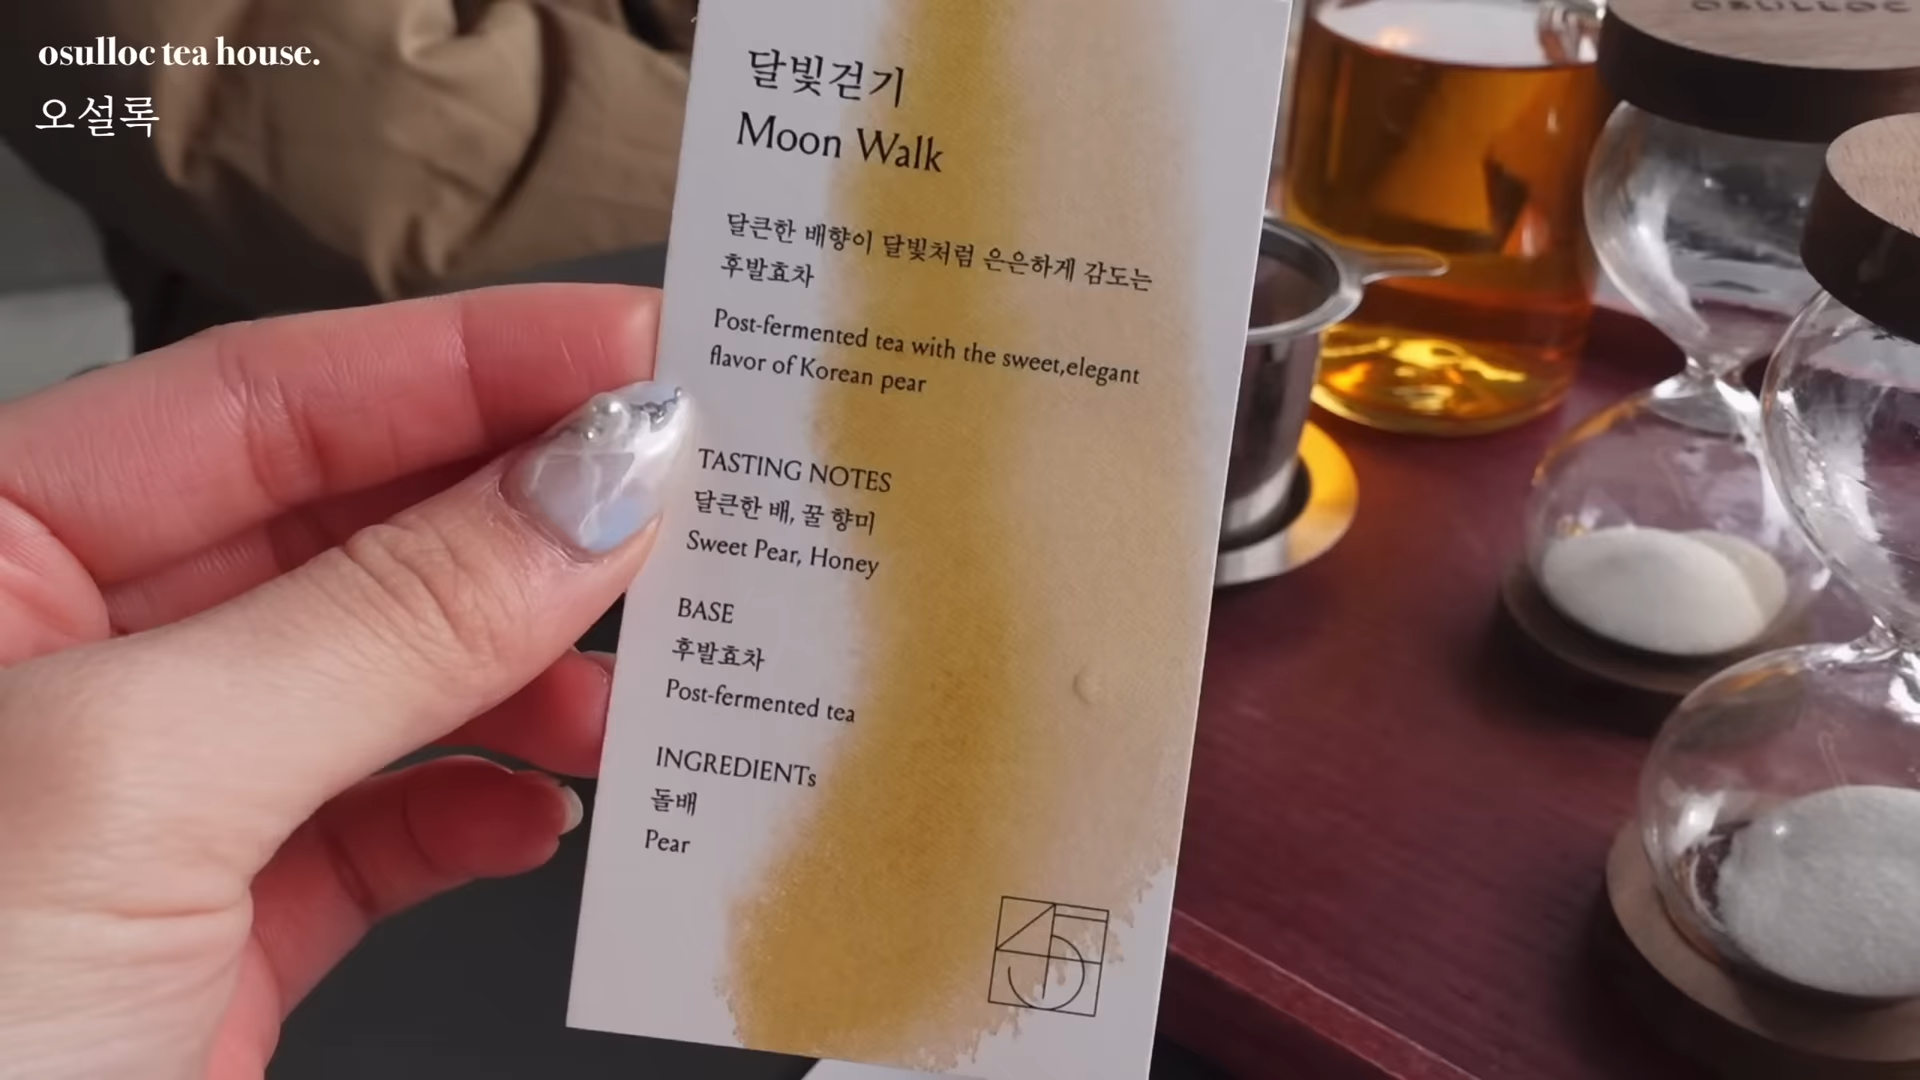 osulloc tea house.
오설록
달빛걷기
Moon Walk
달큰한 배향이 달빛처럼 은은하게 감도는
후발효차
Post-fermented tea with the sweet,elegant
flavor of Korean pear
TASTING NOTES
달큰한 배, 꿀 향미
Sweet Pear, Honey
BASE
후발효차
Post-fermented tea
INGREDIENTs
돌배
Pear
OSULLOC